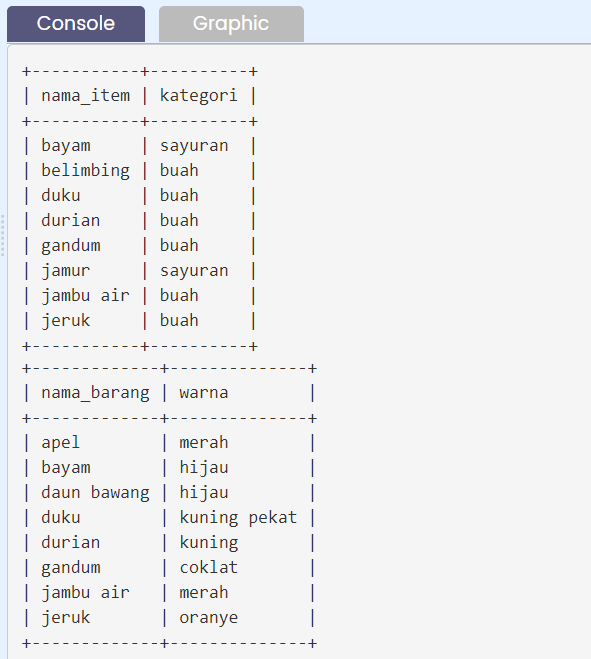 Console Graphic
+-----------+----------+
| nama_item | kategori |
+-----------+----------+
| bayam     | sayuran  |
| belimbing | buah     |
| duku      | buah     |
| durian    | buah     |
| gandum    | buah     |
| jamur     | sayuran  |
| jambu air | buah     |
| jeruk     | buah     |
+-----------+----------+
+-------------+--------------+
| nama_barang | warna        |
+-------------+--------------+
| apel        | merah        |
| bayam       | hijau        |
| daun bawang | hijau        |
| duku        | kuning pekat |
| durian      | kuning       |
| gandum      | coklat       |
| jambu air   | merah        |
| jeruk       | oranye       |
+-------------+--------------+